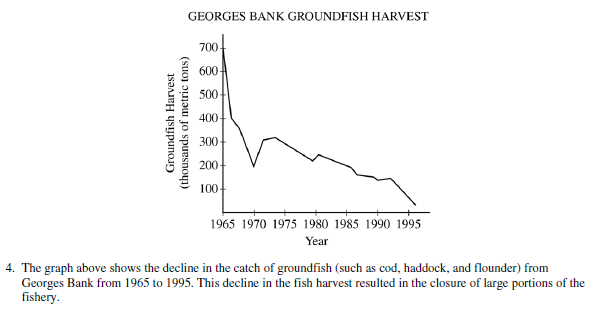 GEORGES BANK GROUNDFISH HARVEST
Groundfish Harvest
(thousands of metric tons)
700
600
500
400
300
200
100
1965 1970 1975 1980 1985 1990 1995
Year
4. The graph above shows the decline in the catch of groundfish (such as cod, haddock, and flounder) from
Georges Bank from 1965 to 1995. This decline in the fish harvest resulted in the closure of large portions of the
fishery.